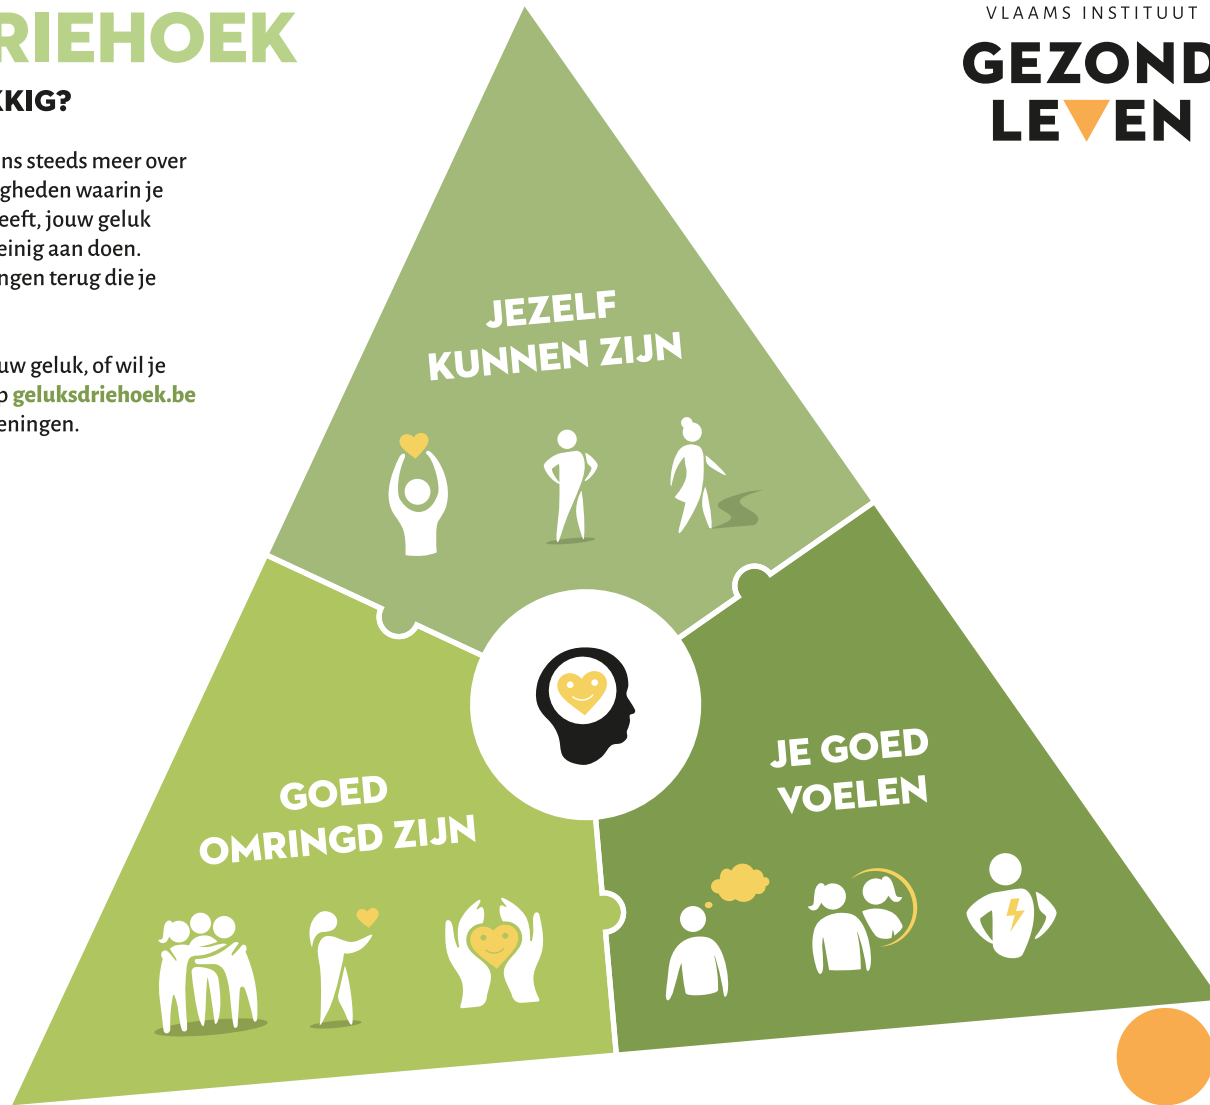 RIEHOEK
KKIG?
ns steeds meer over
gheden waarin je
eeft, jouw geluk
einig aan doen.
ngen terug die je
uw geluk, of wil je
geluksdriehoek.be
eningen.
VLAAMS INSTITUUT
GEZOND
LEVEN
JEZELF
KUNNEN ZIJN
GOED
OMRINGD ZIJN
JE GOED
VOELEN